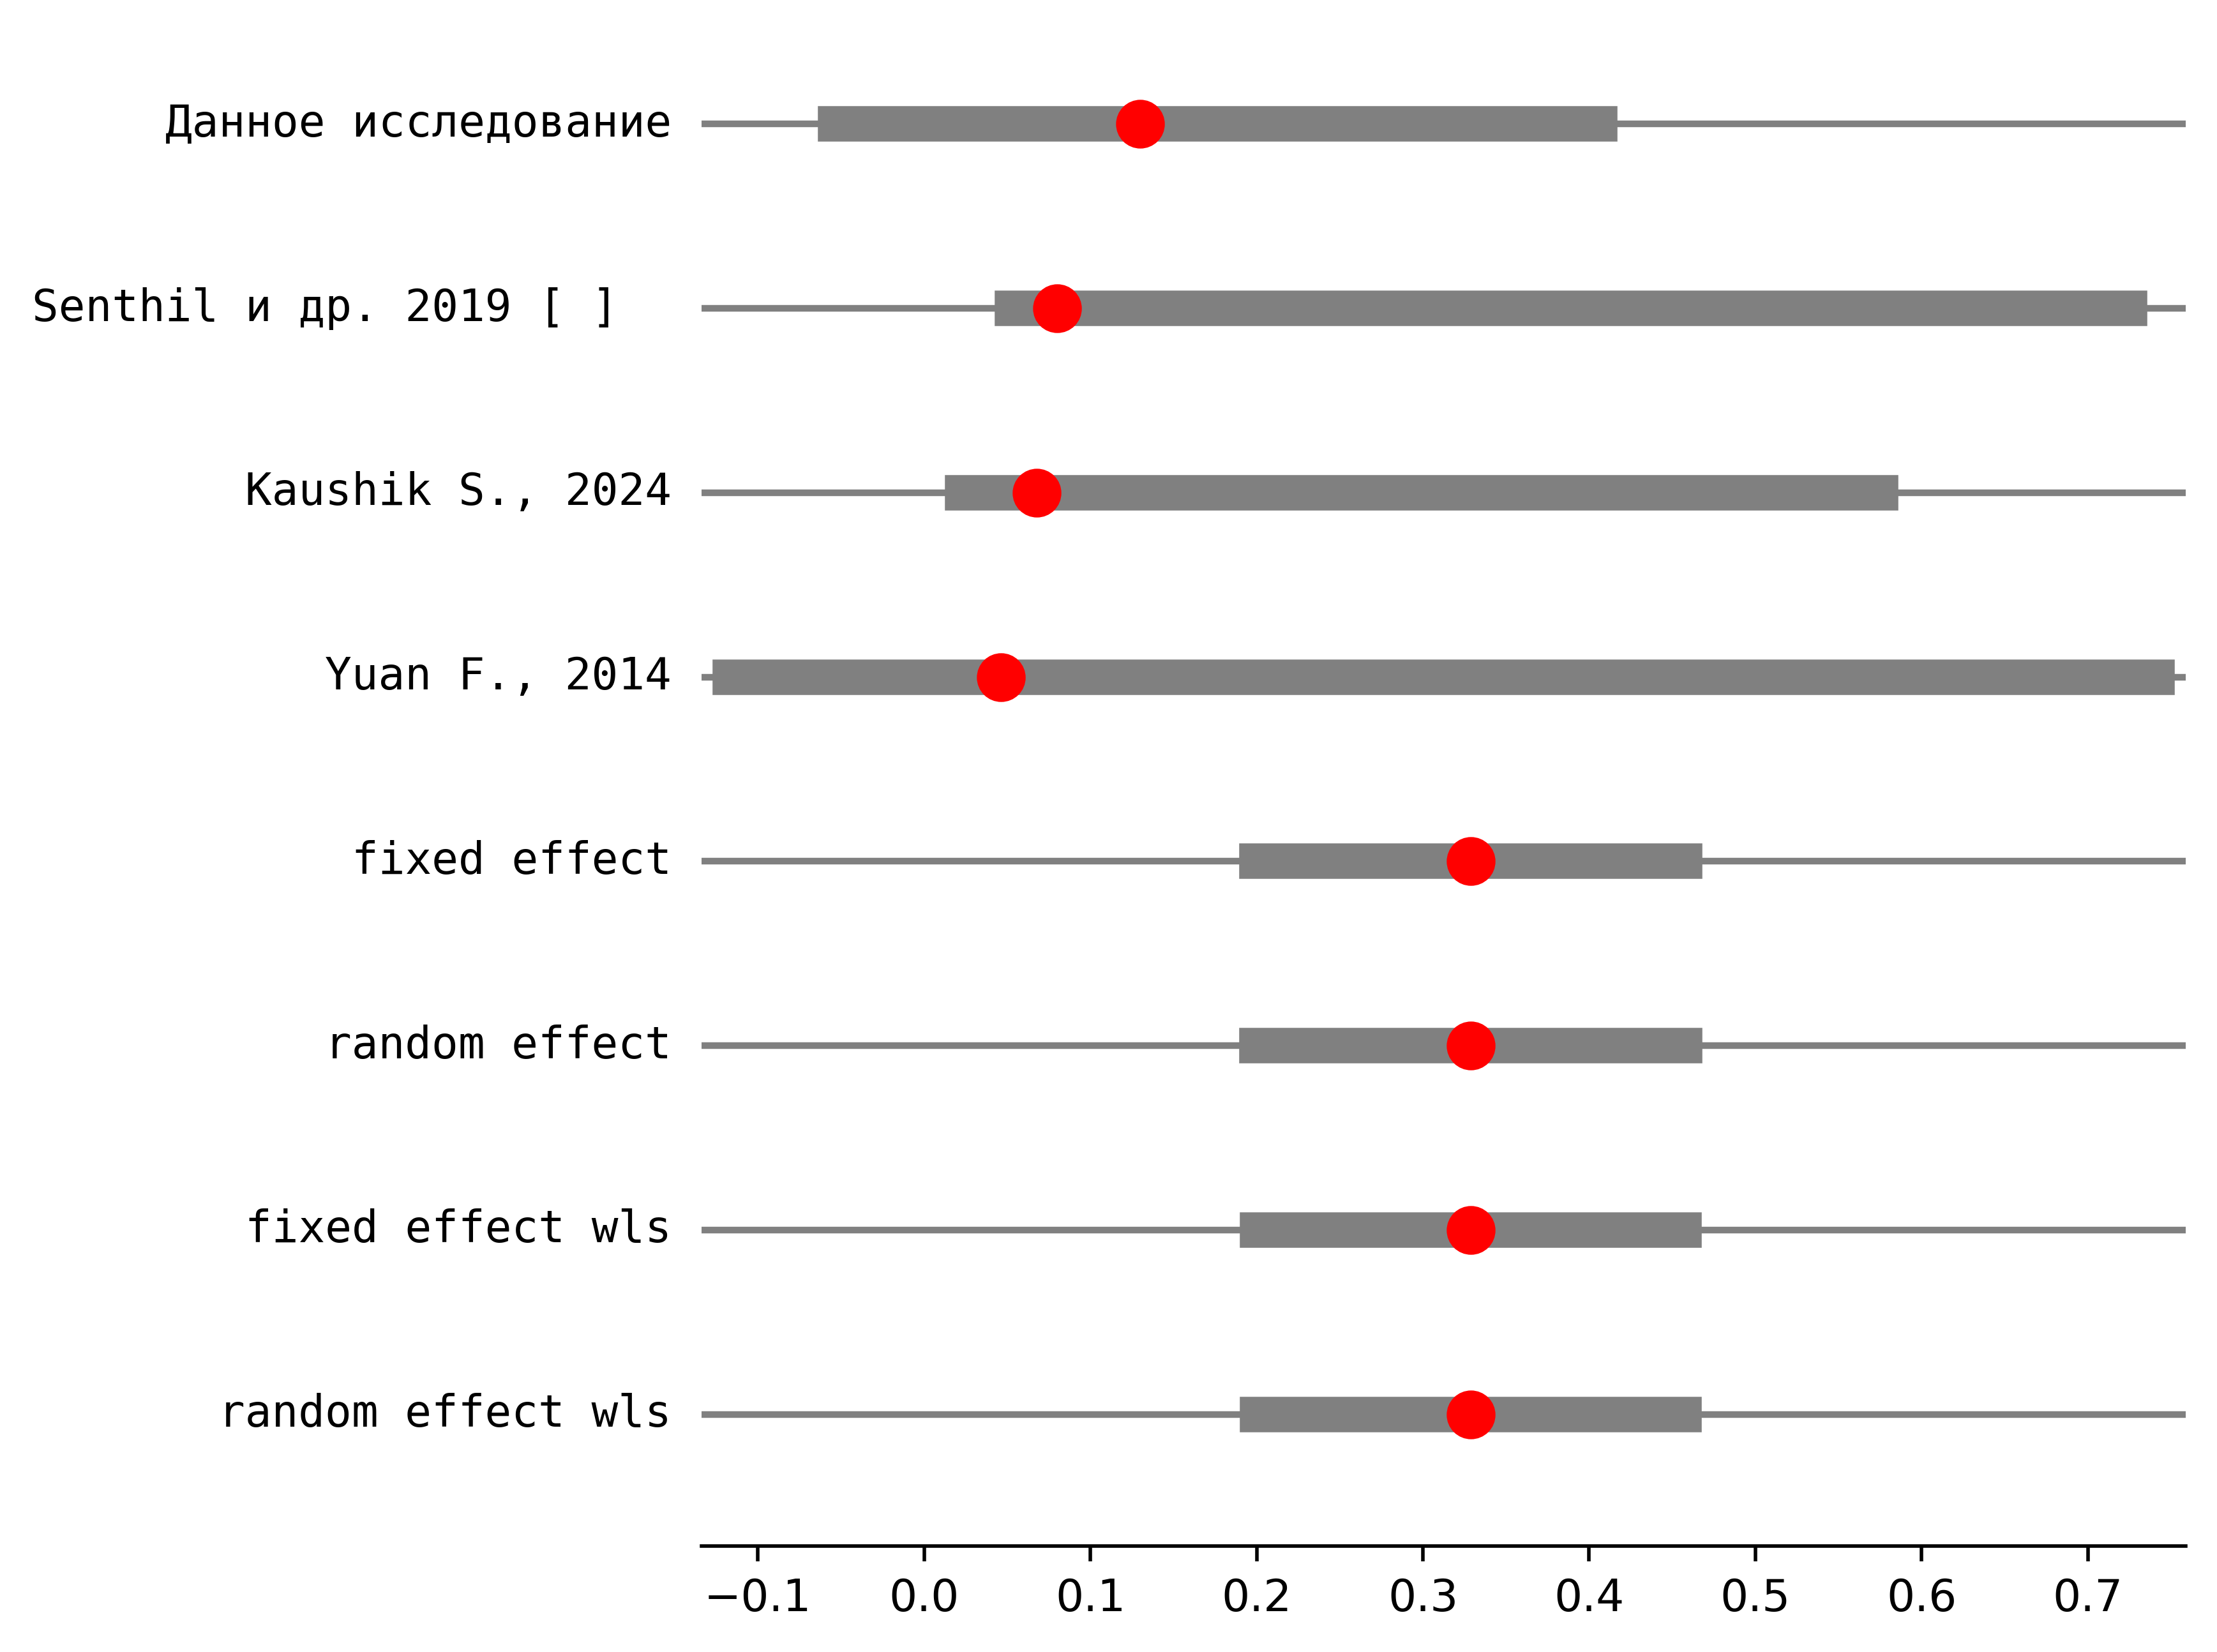 Данное исследование
Senthil и др. 2019 [ ]
Kaushik S., 2024
Yuan F., 2014
fixed effect
random effect
fixed effect wls
random effect wls
−0.1 0.0 0.1 0.2 0.3 0.4 0.5 0.6 0.7